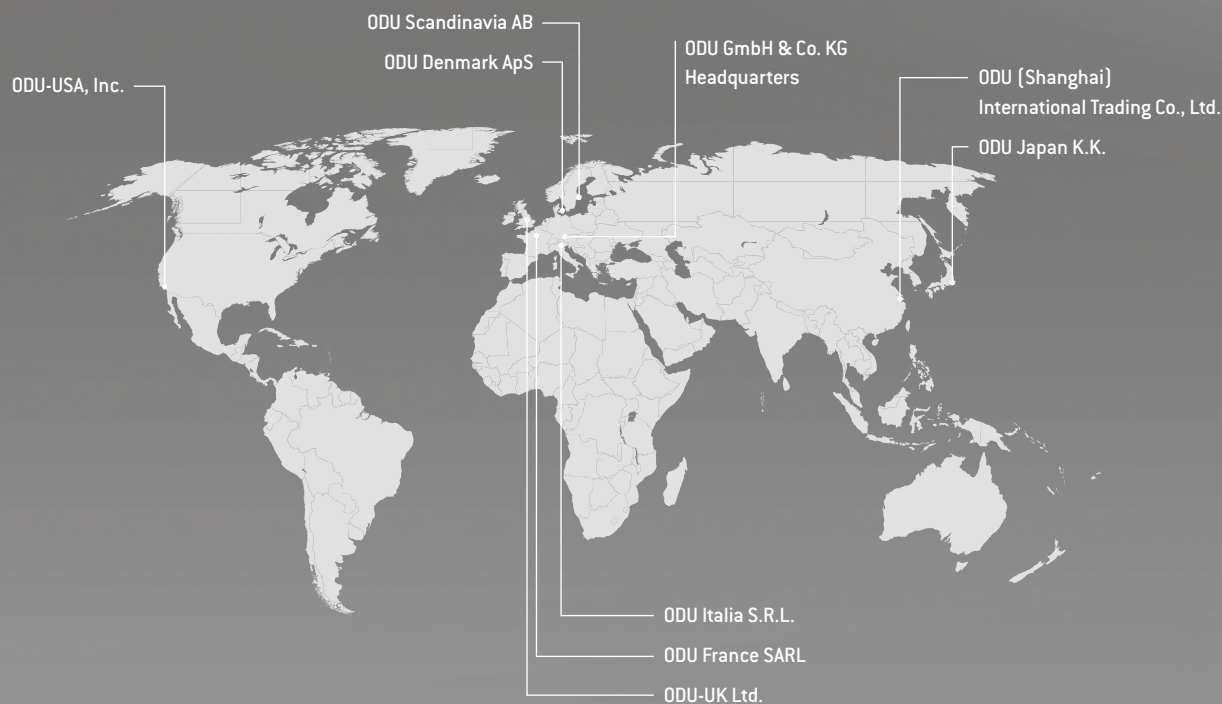 ODU Scandinavia AB
ODU Denmark ApS
ODU GmbH & Co. KG
Headquarters
ODU-USA, Inc.
ODU (Shanghai)
International Trading Co., Ltd.
ODU Japan K.K.
ODU Italia S.R.L.
ODU France SARL
ODU-UK Ltd.